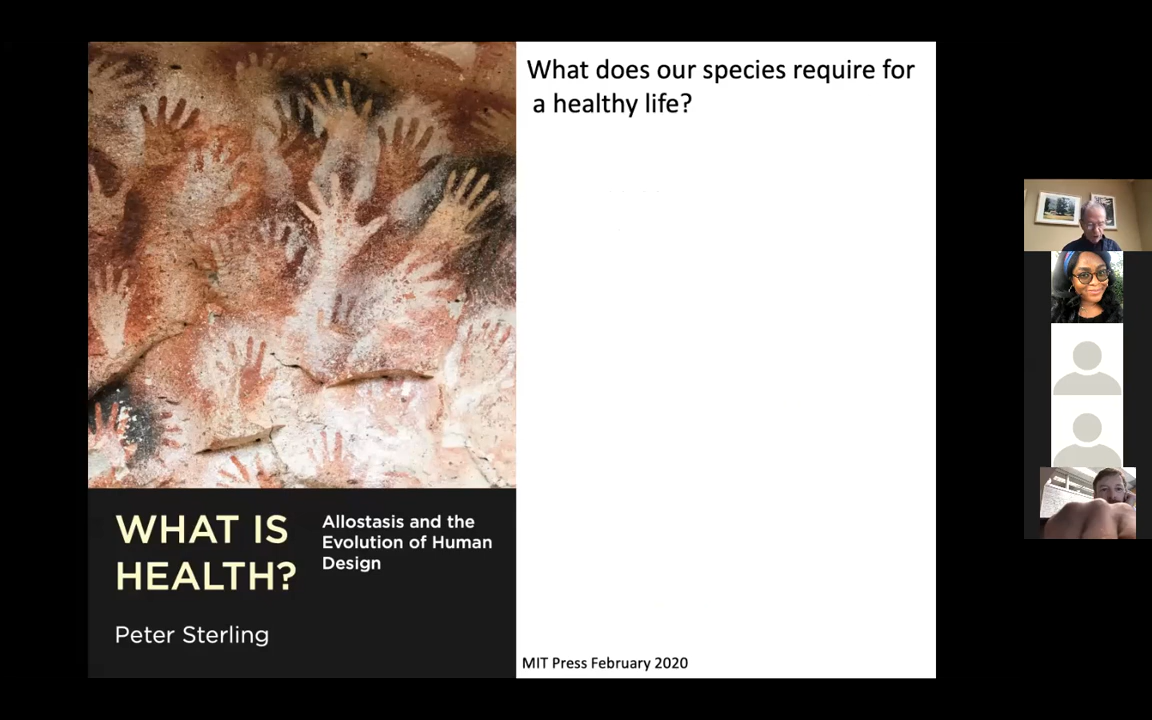 What does our species require for
a healthy life?
WHAT IS
HEALTH?
Allostasis and the
Evolution of Human
Design
Peter Sterling
MIT Press February 2020